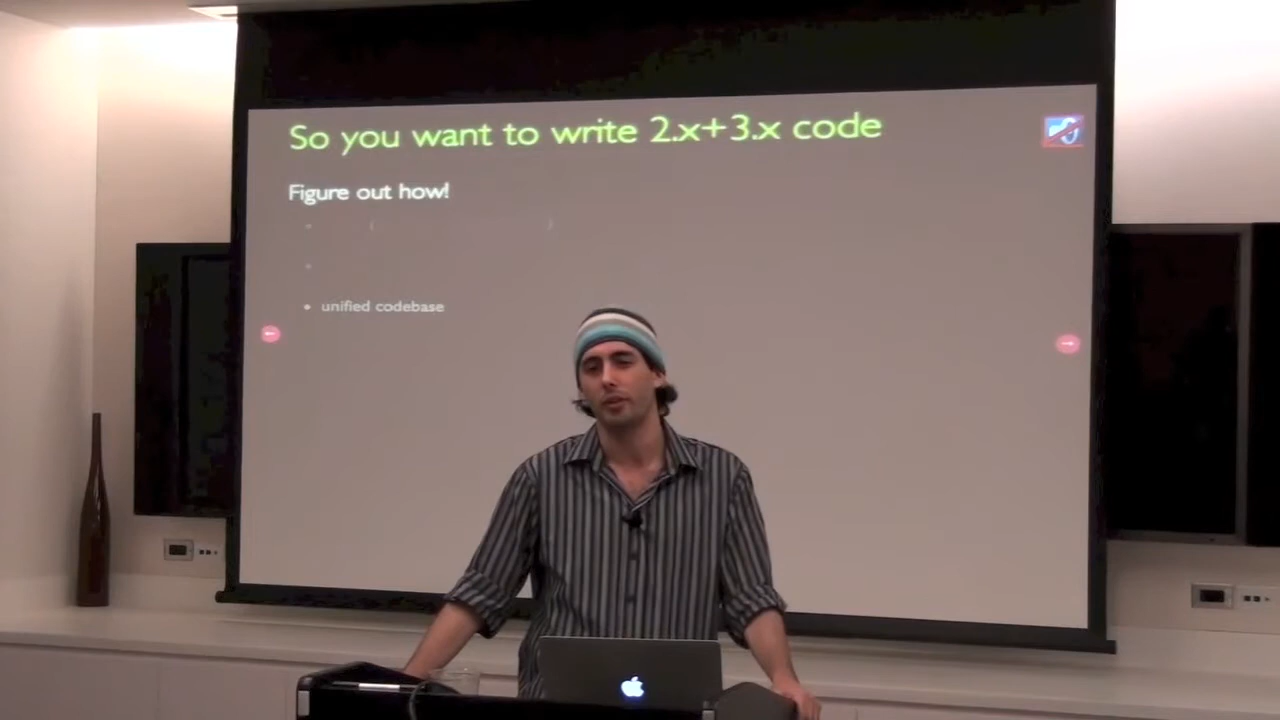 So you want to write 2.x+3.x code
Figure out how!
unified codebase